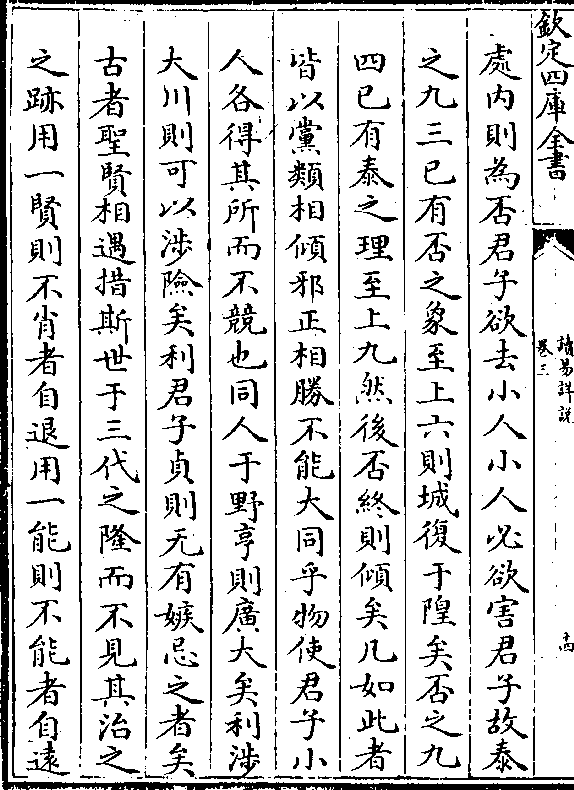 欽定四庫全書
讀易詳說
卷三
十四
處内則為否君子欲去小人小人必欲害君子故泰
之九三已有否之象至上六則城復于隍矣否之九
四已有泰之理至上九然後否終則傾矣凡如此者
皆以黨類相傾邪正相勝不能大同乎物使君子小
人各得其所而不競也同人于野亨則廣大矣利涉
大川則可以涉險矣利君子貞則无有嫉忌之者矣
古者聖賢相遇措斯世于三代之隆而不見其治之
之跡用一賢則不肖者自退用一能則不能者自遠